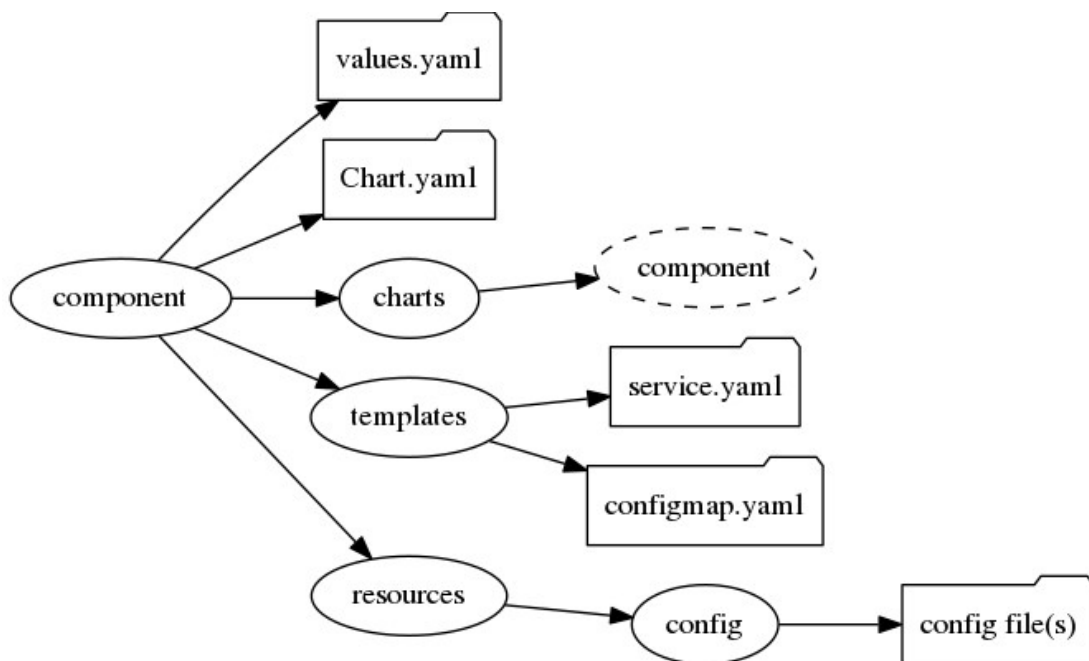 values.yaml
Chart.yaml
component
charts
component
templates
service.yaml
configmap.yaml
resources
config
config file(s)